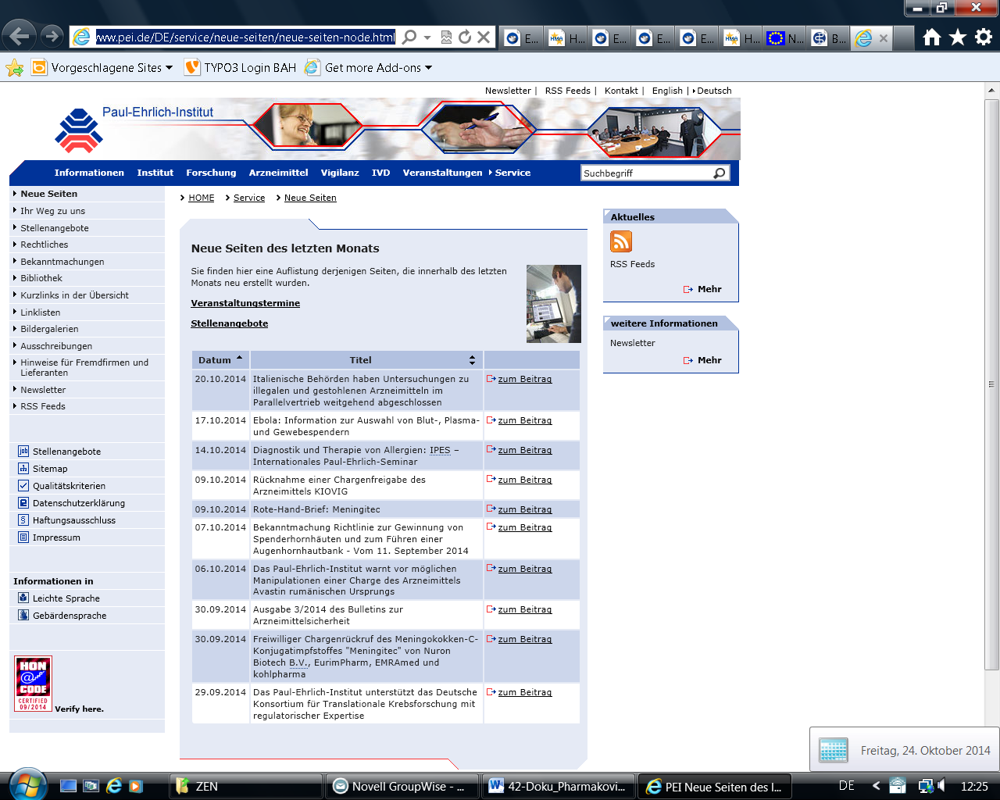 www.pei.de/DE/service/neue-seiten/neue-seiten-node.html
E... H... E... E... E... H... N... B...
Vorgeschlagene Sites TYPO3 Login BAH Get more Add-ons
Newsletter | RSS Feeds | Kontakt | English | Deutsch
Paul-Ehrlich-Institut
Informationen Institut Forschung Arzneimittel Vigilanz IVD Veranstaltungen Service Suchbegriff
Neue Seiten
Ihr Weg zu uns
Stellenangebote
Rechtliches
Bekanntmachungen
Bibliothek
Kurzlinks in der Übersicht
Linklisten
Bildergalerien
Ausschreibungen
Hinweise für Fremdfirmen und
Lieferanten
Newsletter
RSS Feeds
Stellenangebote
Sitemap
Qualitätskriterien
Datenschutzerklärung
Haftungsausschluss
Impressum
Informationen in
Leichte Sprache
Gebärdensprache
HON
@
CODE
CERTIFIED
09/2014
Verify here.
HOME Service Neue Seiten
Neue Seiten des letzten Monats
Sie finden hier eine Auflistung derjenigen Seiten, die innerhalb des letzten
Monats neu erstellt wurden.
Veranstaltungstermine
Stellenangebote
Datum Titel
20.10.2014 Italienische Behörden haben Untersuchungen zu zum Beitrag
illegalen und gestohlenen Arzneimitteln im
Parallelvertrieb weitgehend abgeschlossen
17.10.2014 Ebola: Information zur Auswahl von Blut-, Plasma- zum Beitrag
und Gewebespendern
14.10.2014 Diagnostik und Therapie von Allergien: IPES – zum Beitrag
Internationales Paul-Ehrlich-Seminar
09.10.2014 Rücknahme einer Chargenfreigabe des zum Beitrag
Arzneimittels KIOVIG
09.10.2014 Rote-Hand-Brief: Meningitec zum Beitrag
07.10.2014 Bekanntmachung Richtlinie zur Gewinnung von zum Beitrag
Spenderhornhäuten und zum Führen einer
Augenhornhautbank - Vom 11. September 2014
06.10.2014 Das Paul-Ehrlich-Institut warnt vor möglichen zum Beitrag
Manipulationen einer Charge des Arzneimittels
Avastin rumänischen Ursprungs
30.09.2014 Ausgabe 3/2014 des Bulletins zur zum Beitrag
Arzneimittelsicherheit
30.09.2014 Freiwilliger Chargenrückruf des Meningokokken-C- zum Beitrag
Konjugatimpfstoffes "Meningitec" von Nuron
Biotech B.V., EurimPharm, EMRAmed und
kohlpharma
29.09.2014 Das Paul-Ehrlich-Institut unterstützt das Deutsche zum Beitrag
Konsortium für Translationale Krebsforschung mit
regulatorischer Expertise
Aktuelles
RSS Feeds
Mehr
weitere Informationen
Newsletter
Mehr
Freitag, 24. Oktober 2014
ZEN Novell GroupWise - ... 42-Doku_Pharmakovi... PEI Neue Seiten des l... DE 12:25